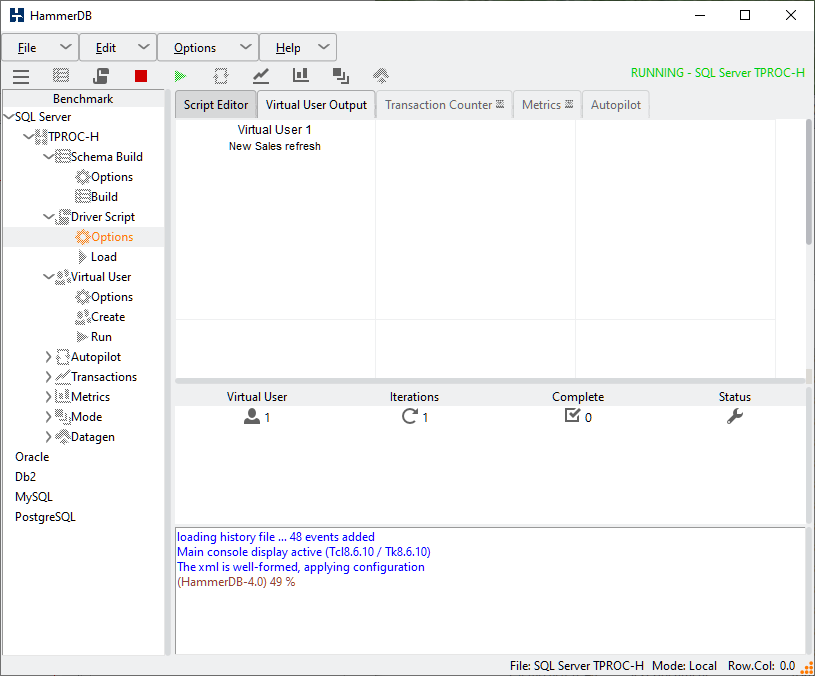 HammerDB
File Edit Options Help
RUNNING - SQL Server TPROC-H
Benchmark
SQL Server
TPROC-H
Schema Build
Options
Build
Driver Script
Options
Load
Virtual User
Options
Create
Run
Autopilot
Transactions
Metrics
Mode
Datagen
Oracle
Db2
MySQL
PostgreSQL
Script Editor Virtual User Output Transaction Counter Metrics Autopilot
Virtual User 1
New Sales refresh
Virtual User Iterations Complete Status
1 1 0
loading history file ... 48 events added
Main console display active (Tcl8.6.10 / Tk8.6.10)
The xml is well-formed, applying configuration
(HammerDB-4.0) 49 %
File: SQL Server TPROC-H Mode: Local Row.Col: 0.0